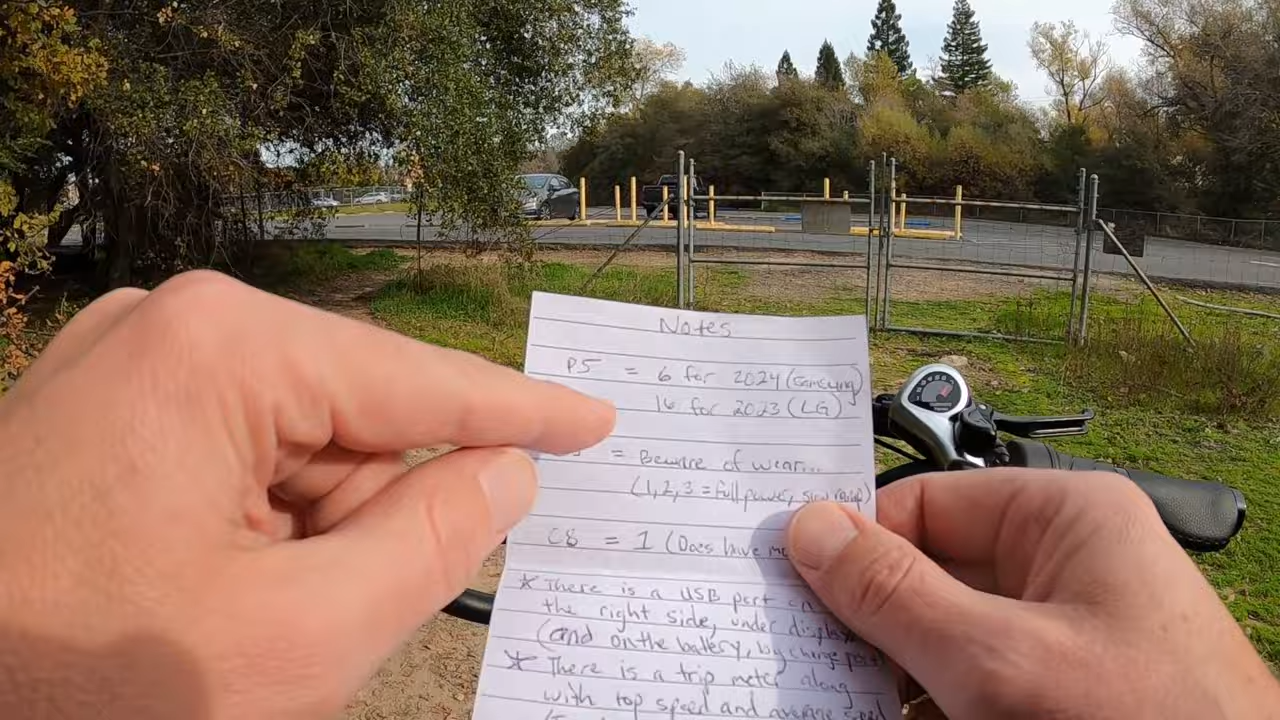 Notes
P5 = 6 for 2024 (Samsung)
16 for 2023 (LG)
= Beware of wear...
(1,2,3 = full power, slow ramp)
C8 = 1 (Does have
* There is a USB port on
the right side, under display
(and on the battery, by charge port)
* There is a trip meter along
with top speed and average speed